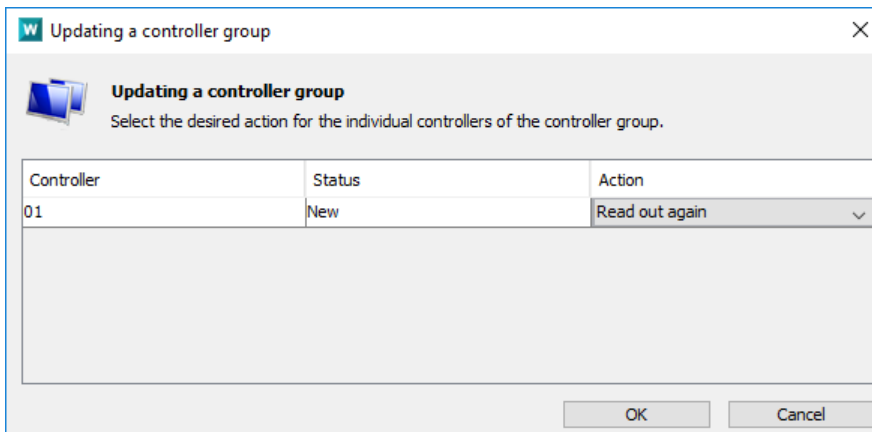 W Updating a controller group
Updating a controller group
Select the desired action for the individual controllers of the controller group.
Controller Status Action
01 New Read out again
OK Cancel